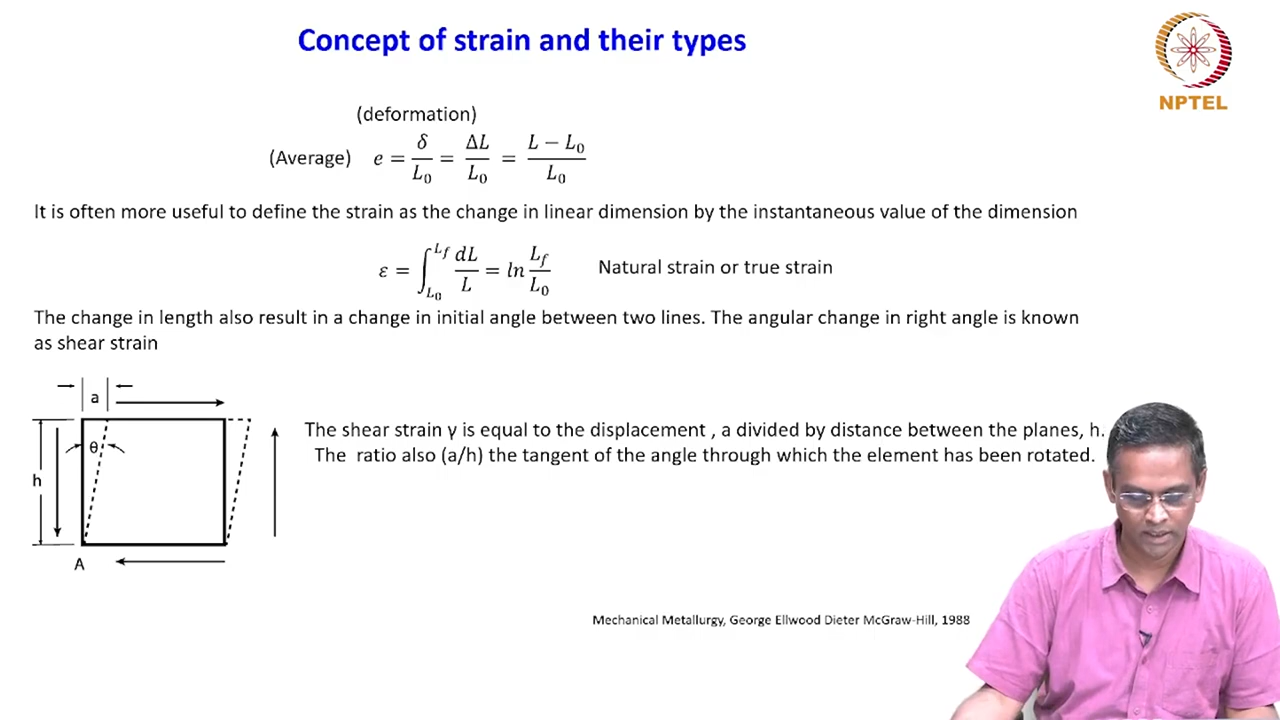 Concept of strain and their types
NPTEL
(deformation)
(Average) e = δ/L₀ = ΔL/L₀ = (L − L₀)/L₀
It is often more useful to define the strain as the change in linear dimension by the instantaneous value of the dimension
ε = ∫_{L₀}^{L_f} dL/L = ln L_f/L₀ Natural strain or true strain
The change in length also result in a change in initial angle between two lines. The angular change in right angle is known
as shear strain
a
θ
h
A
The shear strain γ is equal to the displacement , a divided by distance between the planes, h.
The ratio also (a/h) the tangent of the angle through which the element has been rotated.
Mechanical Metallurgy, George Ellwood Dieter McGraw-Hill, 1988